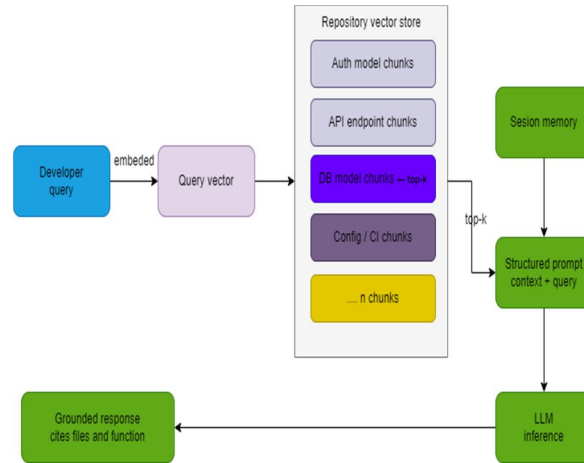 Repository vector store
Auth model chunks
API endpoint chunks
DB model chunks — top-k
Config / CI chunks
.... n chunks
Developer
query
embeded
Query vector
top-k
Sesion memory
Structured prompt
context + query
LLM
inference
Grounded response
cites files and function